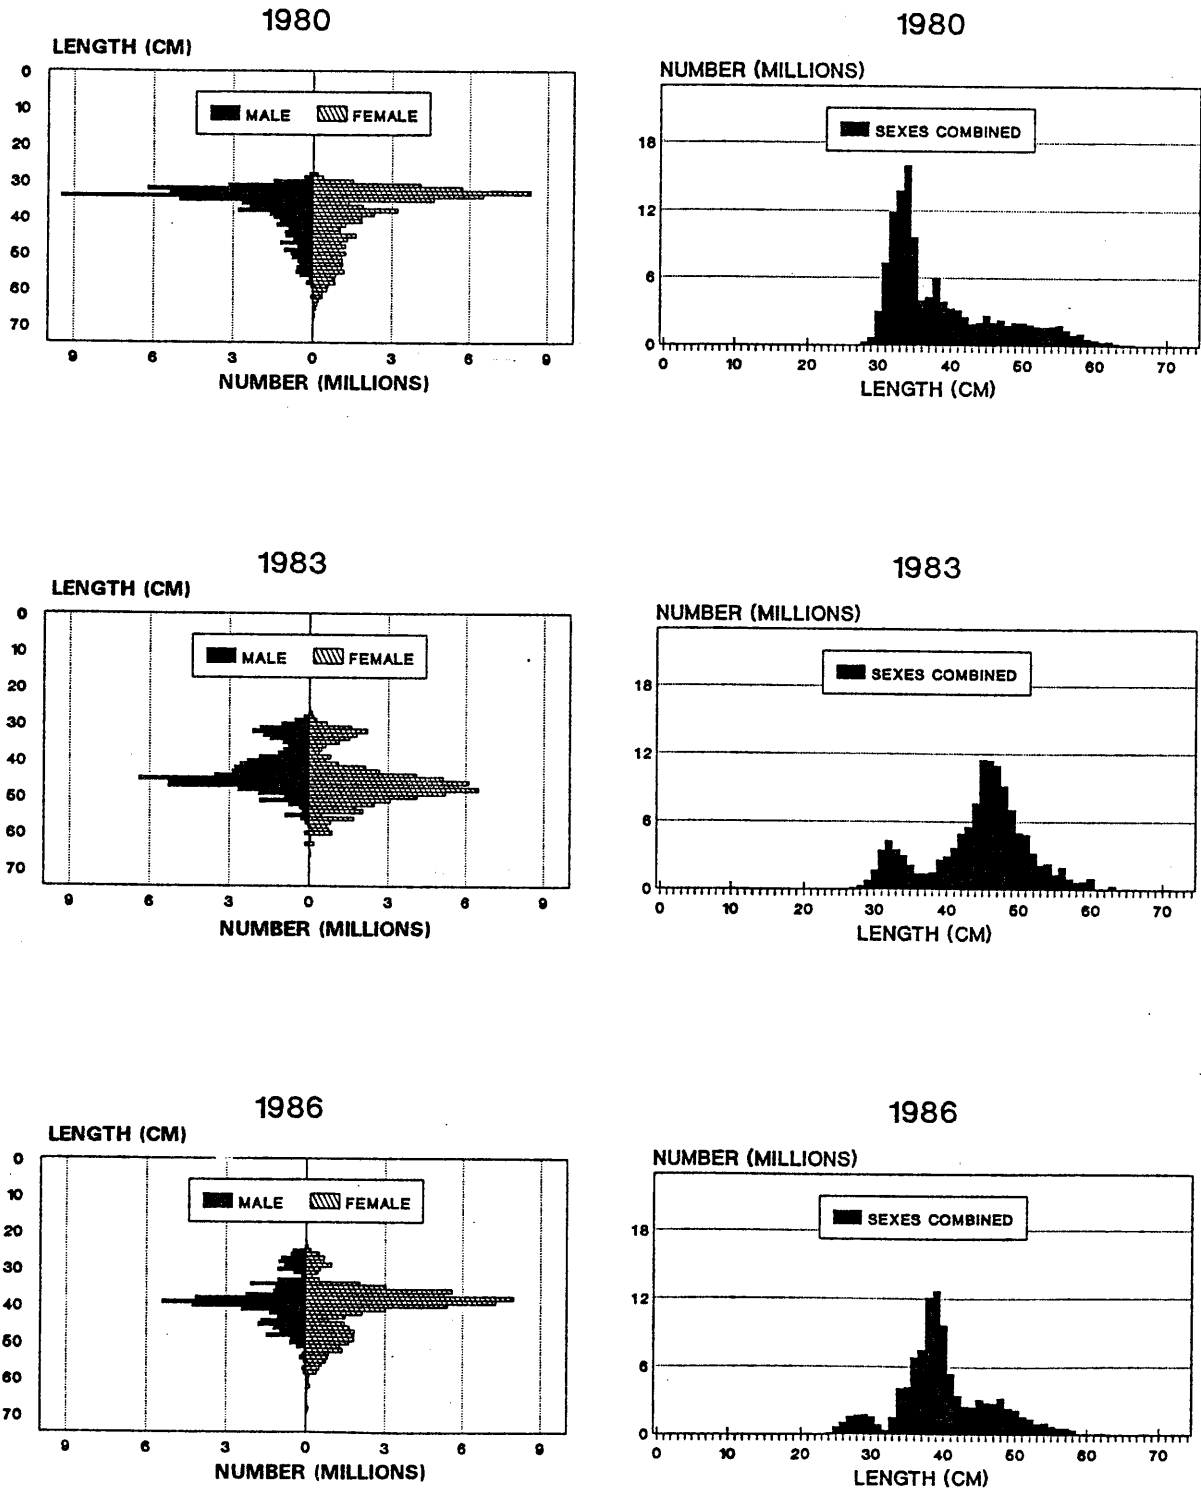 1980
LENGTH (CM)
0
10
20
30
40
50
60
70
MALE FEMALE
9 6 3 0 3 6 9
NUMBER (MILLIONS)
1980
NUMBER (MILLIONS)
SEXES COMBINED
18
12
6
0
0 10 20 30 40 50 60 70
LENGTH (CM)
1983
LENGTH (CM)
0
10
20
30
40
50
60
70
MALE FEMALE
9 6 3 0 3 6 9
NUMBER (MILLIONS)
1983
NUMBER (MILLIONS)
SEXES COMBINED
18
12
6
0
0 10 20 30 40 50 60 70
LENGTH (CM)
1986
LENGTH (CM)
0
10
20
30
40
50
60
70
MALE FEMALE
9 6 3 0 3 6 9
NUMBER (MILLIONS)
1986
NUMBER (MILLIONS)
SEXES COMBINED
18
12
6
0
0 10 20 30 40 50 60 70
LENGTH (CM)